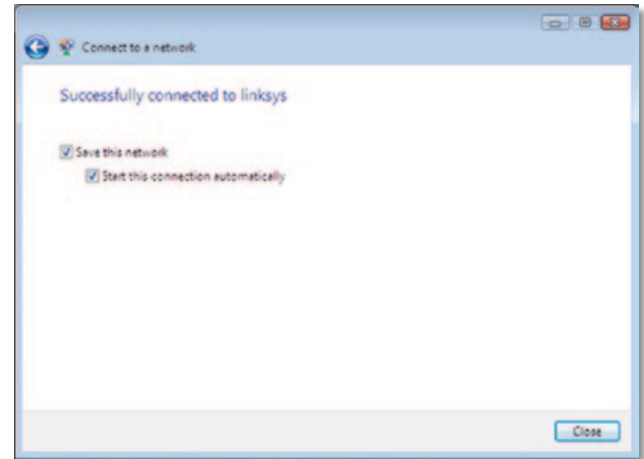 Connect to a network
Successfully connected to linksys
Save this network
Start this connection automatically
Close